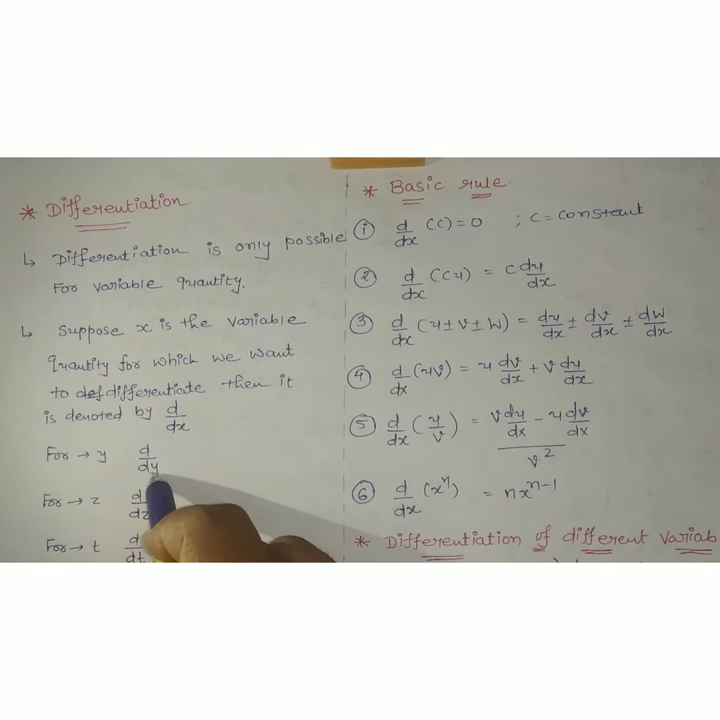 * Differentiation
↳ Differentiation is only possible
For variable quantity.
↳ Suppose x is the variable
quantity for which we want
to def differentiate then it
is denoted by d/dx
For → y d/dy
For → z d/dz
For → t d/dt
* Basic rule.
① d/dx (c) = 0 ; c = constant
② d/dx (cu) = c du/dx
③ d/dx (u ± v ± w) = du/dx ± dv/dx ± dw/dx
④ d/dx (uv) = u dv/dx + v du/dx
⑤ d/dx (u/v) = (v du/dx - u dv/dx) / v²
⑥ d/dx (xⁿ) = nxⁿ⁻¹
* Differentiation of different variab